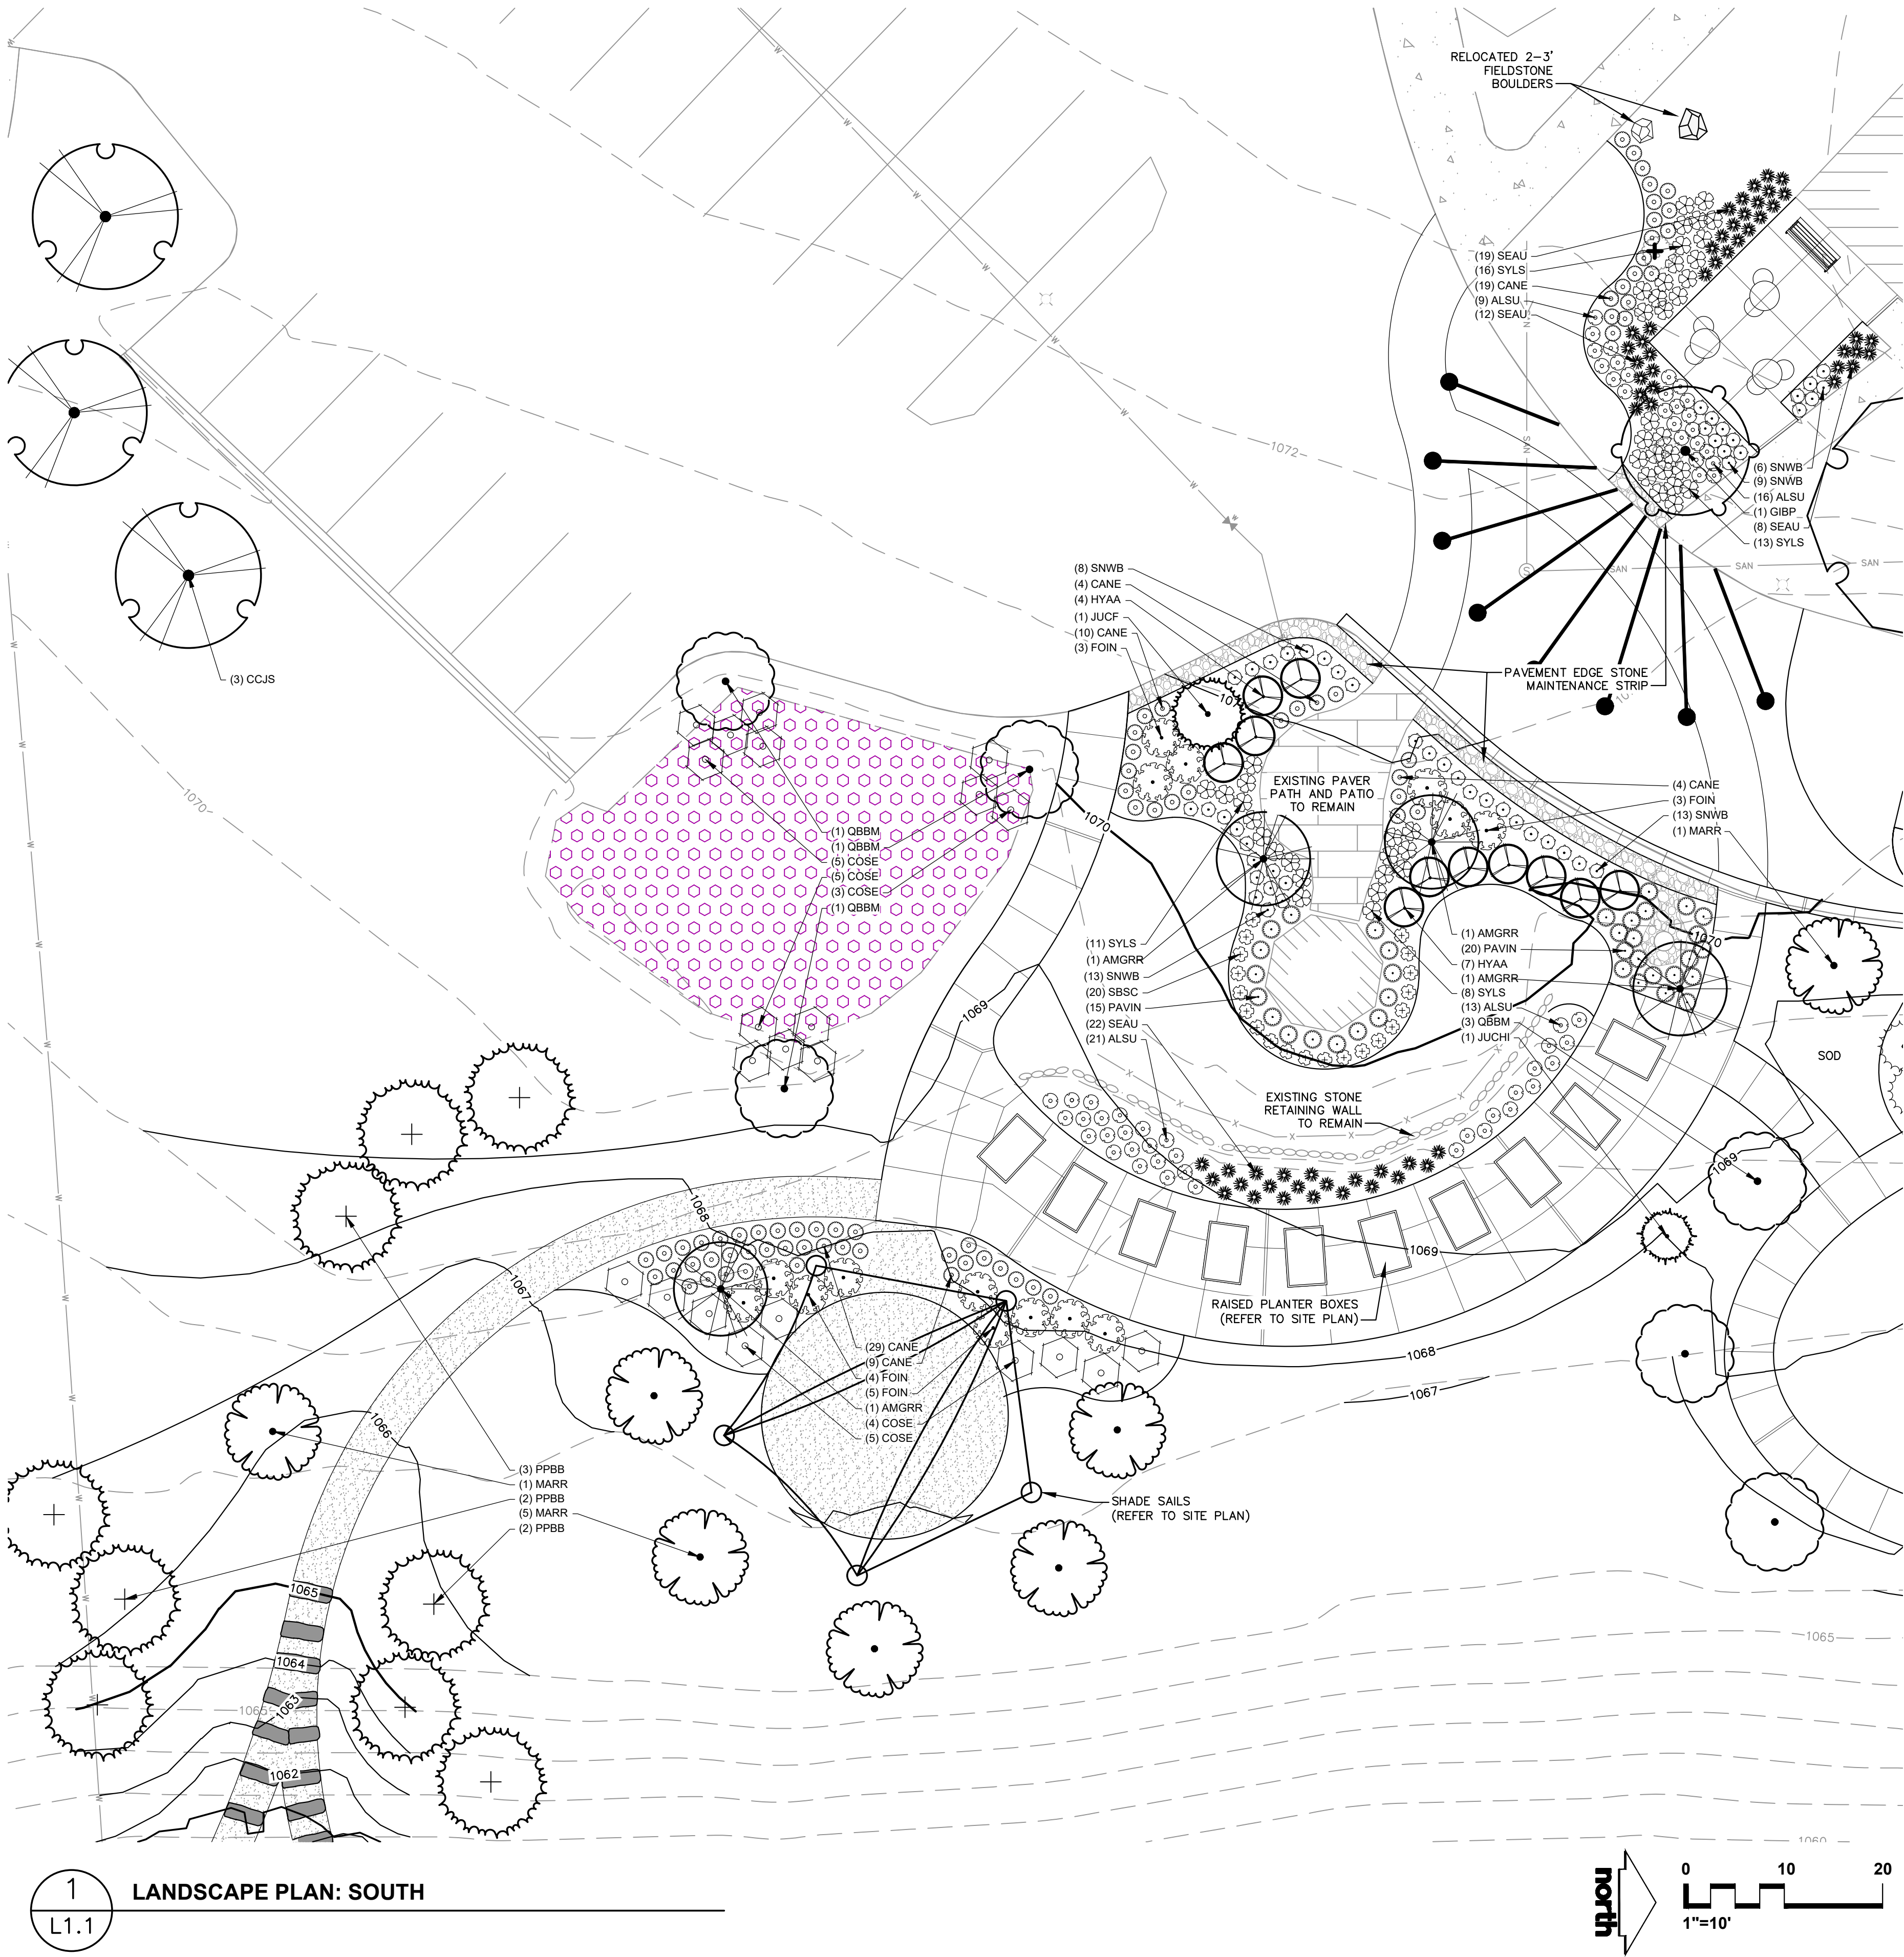 RELOCATED 2-3'
FIELDSTONE
BOULDERS
(19) SEAU
(16) SYLS
(19) CANE
(9) ALSU
(12) SEAU
1072
(6) SNWB
(9) SNWB
(16) ALSU
(1) GIBP
(8) SEAU
(13) SYLS
SAN
SAN
SAN
SAN
S
W
W
W
W
W
W
W
W
(8) SNWB
(4) CANE
(4) HYAA
(1) JUCF
(10) CANE
(3) FOIN
(3) CCJS
PAVEMENT EDGE STONE
MAINTENANCE STRIP
1070
EXISTING PAVER
PATH AND PATIO
TO REMAIN
(4) CANE
(3) FOIN
(13) SNWB
(1) MARR
1070
(1) QBBM
(1) QBBM
(5) COSE
(5) COSE
(3) COSE
(1) QBBM
(11) SYLS
(1) AMGRR
(13) SNWB
(20) SBSC
(15) PAVIN
(22) SEAU
(21) ALSU
(1) AMGRR
(20) PAVIN
(7) HYAA
(1) AMGRR
(8) SYLS
(13) ALSU
(3) QBBM
(1) JUCHI
1070
1069
SOD
EXISTING STONE
RETAINING WALL
TO REMAIN
1069
1068
1069
1067
RAISED PLANTER BOXES
(REFER TO SITE PLAN)
1068
1067
(29) CANE
(9) CANE
(4) FOIN
(5) FOIN
(1) AMGRR
(4) COSE
(5) COSE
1066
(3) PPBB
(1) MARR
(2) PPBB
(5) MARR
(2) PPBB
SHADE SAILS
(REFER TO SITE PLAN)
1065
1065
1064
1063
1065
1062
1060
1
L1.1
LANDSCAPE PLAN: SOUTH
north
0 10 20
1"=10'